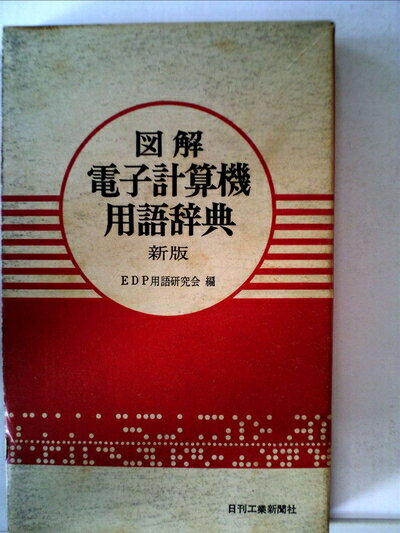 図解
電子計算機
用語辞典
新版
EDP用語研究会 編
日刊工業新聞社